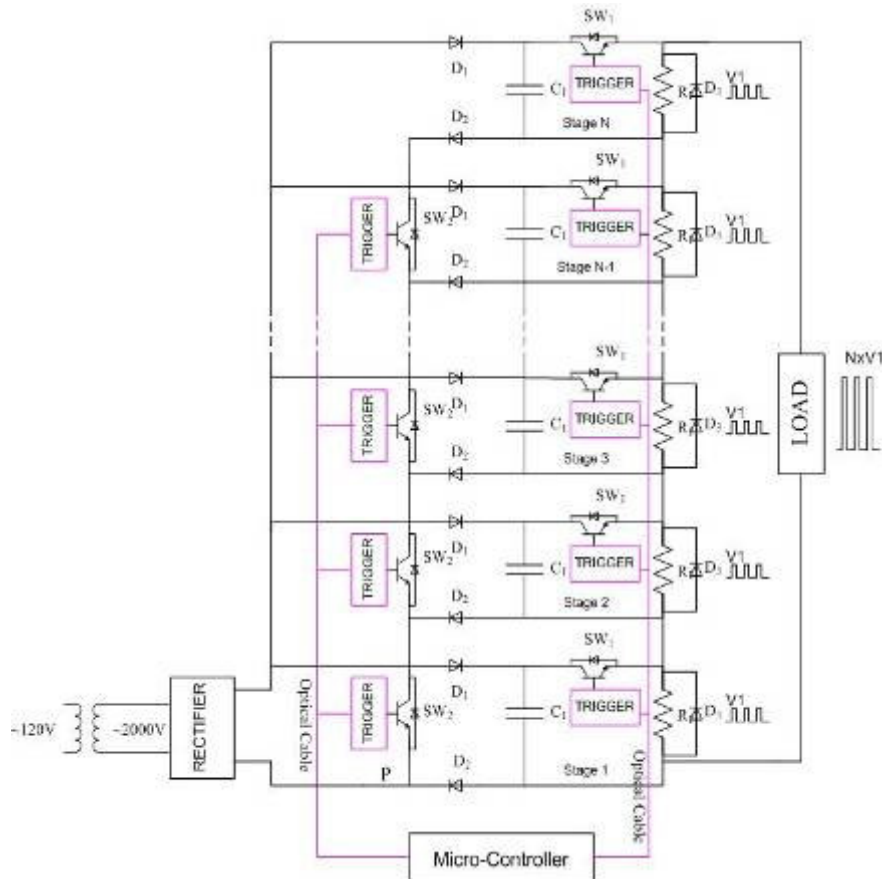 SW₁
D₁
TRIGGER
C₁
R
D₃
V1
D₂
Stage N
SW₁
TRIGGER
SW₂
D₁
TRIGGER
C₁
R
D₃
V1
D₂
Stage N-1
SW₁
TRIGGER
SW₂
D₁
TRIGGER
C₁
R
D₃
V1
D₂
Stage 3
LOAD
NxV1
SW₁
TRIGGER
SW₂
D₁
TRIGGER
C₁
R
D₃
V1
D₂
Stage 2
SW₁
~120V
~2000V
RECTIFIER
Optical Cable
TRIGGER
SW₂
D₁
TRIGGER
C₁
R
D₃
V1
P
D₂
Stage 1
Optical Cable
Micro-Controller